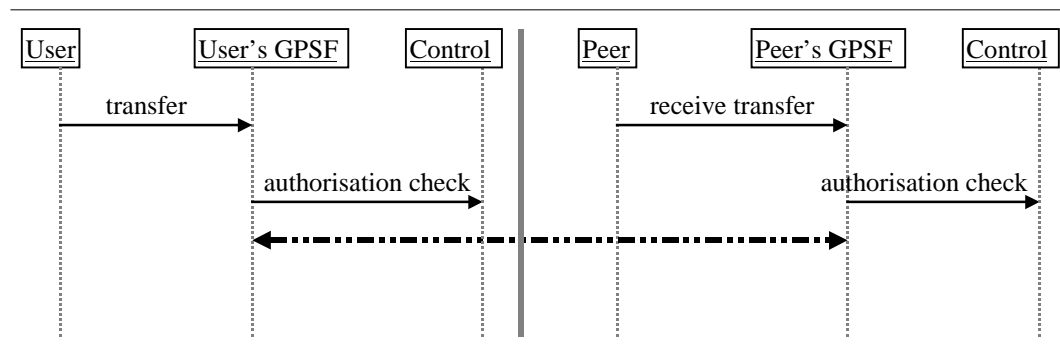 User User's GPSF Control Peer Peer's GPSF Control
transfer receive transfer
authorisation check authorisation check